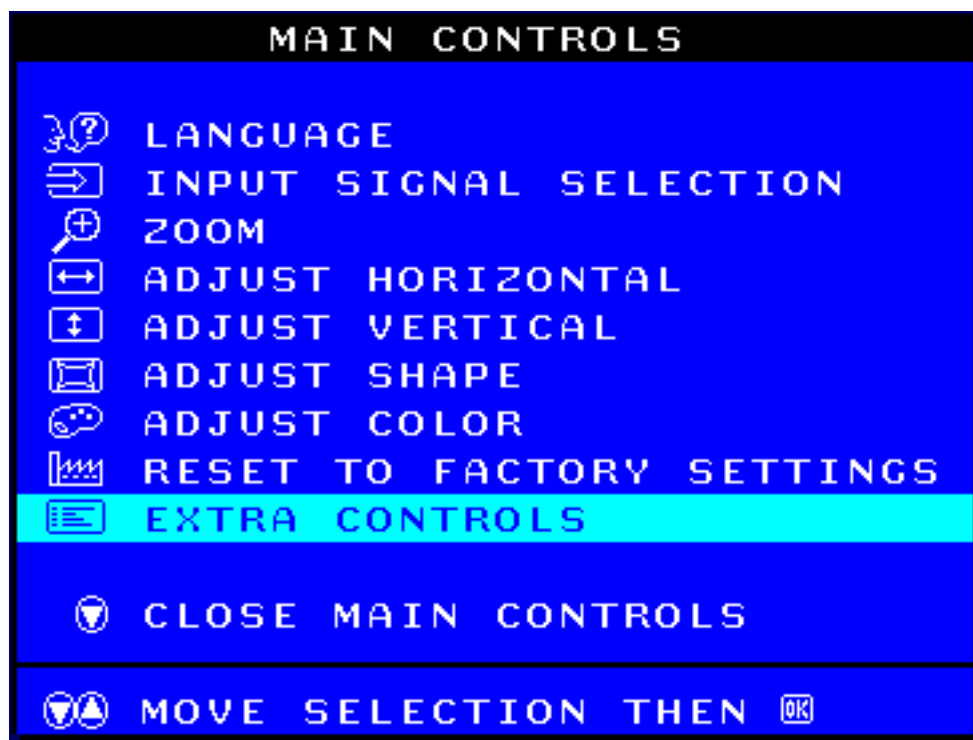 MAIN CONTROLS
LANGUAGE
INPUT SIGNAL SELECTION
ZOOM
ADJUST HORIZONTAL
ADJUST VERTICAL
ADJUST SHAPE
ADJUST COLOR
RESET TO FACTORY SETTINGS
EXTRA CONTROLS
CLOSE MAIN CONTROLS
MOVE SELECTION THEN OK